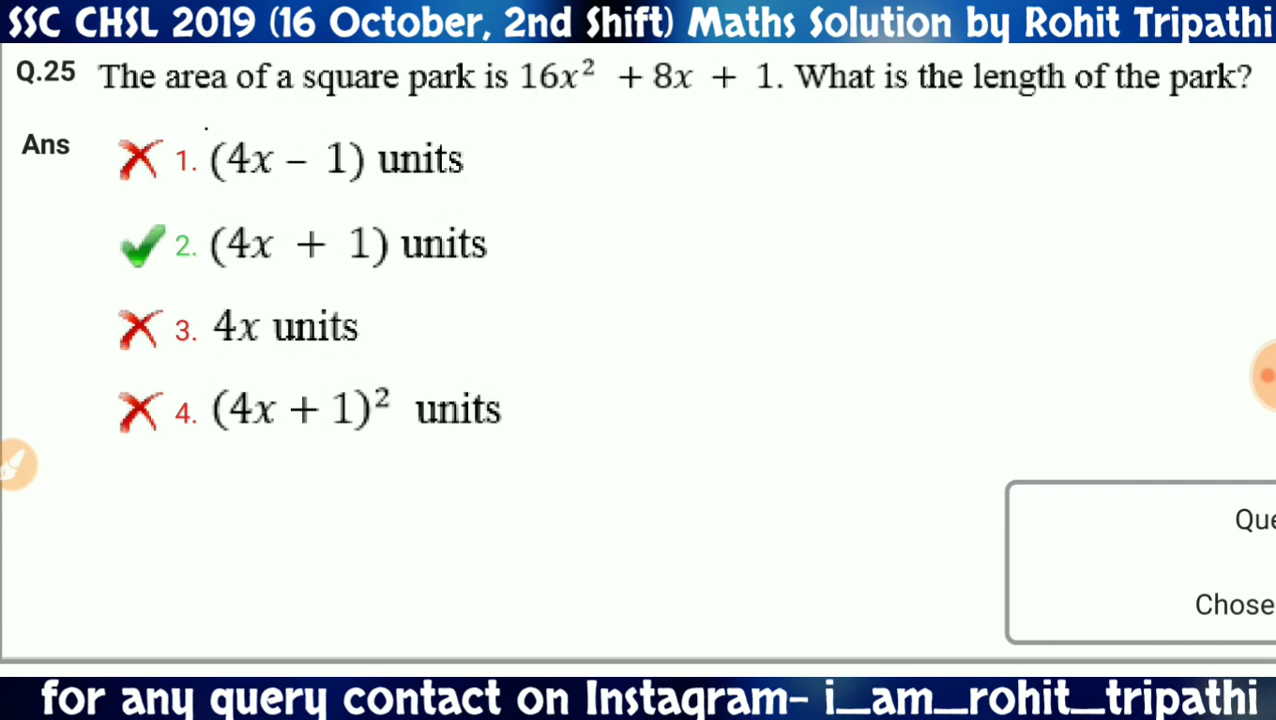 SSC CHSL 2019 (16 October, 2nd Shift) Maths Solution by Rohit Tripathi
Q.25 The area of a square park is 16x² + 8x + 1. What is the length of the park?
Ans 1. (4x – 1) units
2. (4x + 1) units
3. 4x units
4. (4x + 1)² units
Que
Chose
for any query contact on Instagram- i_am_rohit_tripathi